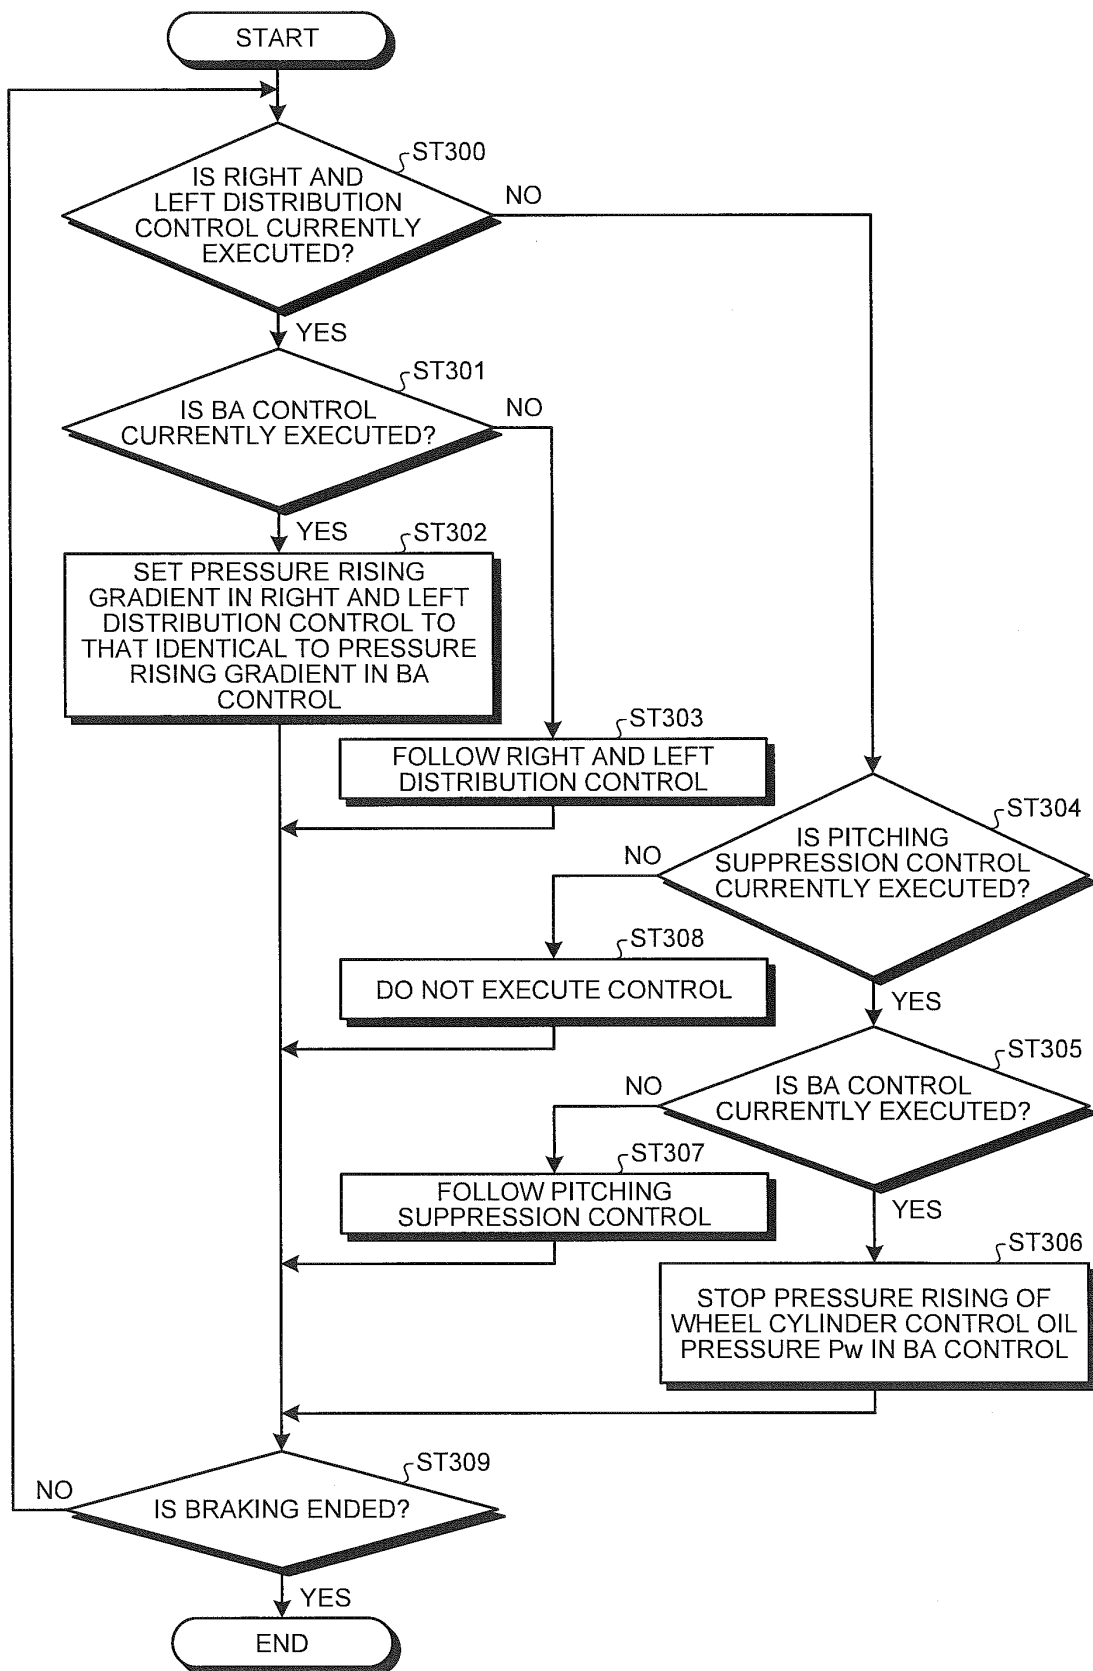 START
ST300
IS RIGHT AND
LEFT DISTRIBUTION
CONTROL CURRENTLY
EXECUTED?
NO
YES
ST301
IS BA CONTROL
CURRENTLY EXECUTED?
NO
YES
ST302
SET PRESSURE RISING
GRADIENT IN RIGHT AND LEFT
DISTRIBUTION CONTROL TO
THAT IDENTICAL TO PRESSURE
RISING GRADIENT IN BA
CONTROL
ST303
FOLLOW RIGHT AND LEFT
DISTRIBUTION CONTROL
ST304
IS PITCHING
SUPPRESSION CONTROL
CURRENTLY EXECUTED?
NO
YES
ST308
DO NOT EXECUTE CONTROL
ST305
IS BA CONTROL
CURRENTLY EXECUTED?
NO
YES
ST307
FOLLOW PITCHING
SUPPRESSION CONTROL
ST306
STOP PRESSURE RISING OF
WHEEL CYLINDER CONTROL OIL
PRESSURE Pw IN BA CONTROL
ST309
IS BRAKING ENDED?
NO
YES
END